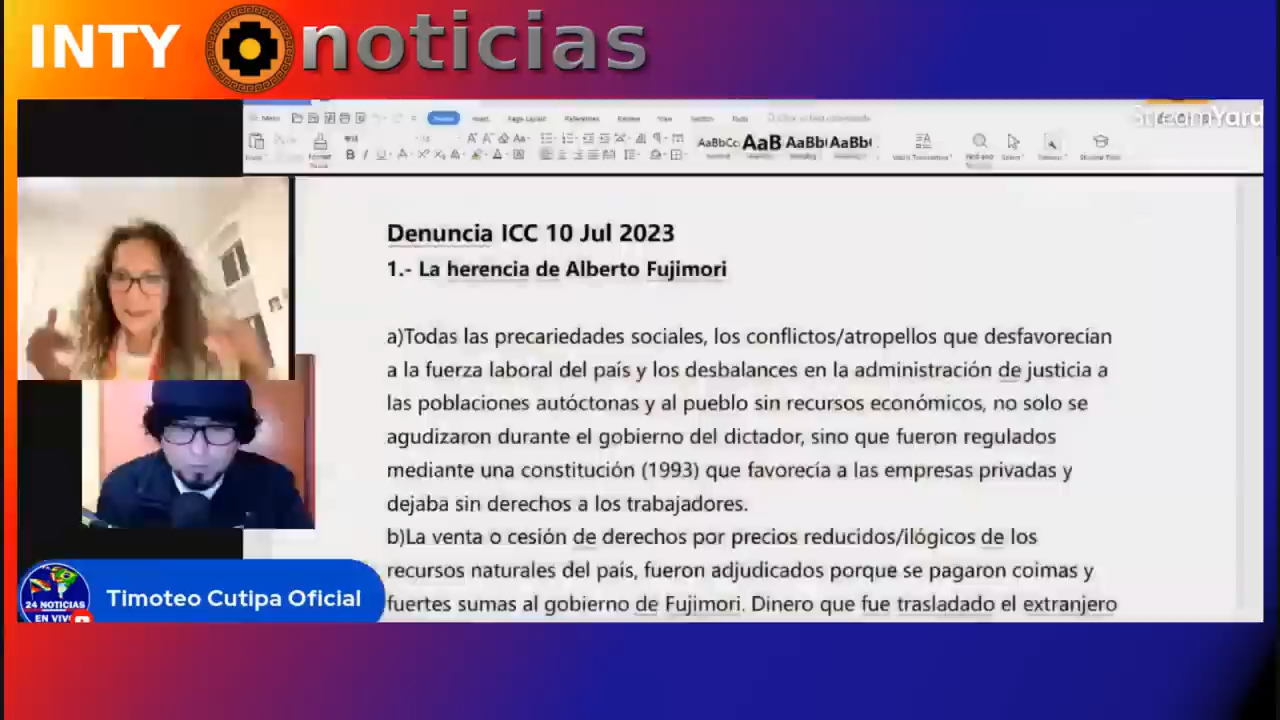 INTY noticias
StreamYard
AaBbCc AaB AaBb AaBb
Denuncia ICC 10 Jul 2023
1.- La herencia de Alberto Fujimori
a)Todas las precariedades sociales, los conflictos/atropellos que desfavorecían
a la fuerza laboral del país y los desbalances en la administración de justicia a
las poblaciones autóctonas y al pueblo sin recursos económicos, no solo se
agudizaron durante el gobierno del dictador, sino que fueron regulados
mediante una constitución (1993) que favorecía a las empresas privadas y
dejaba sin derechos a los trabajadores.
b)La venta o cesión de derechos por precios reducidos/ilógicos de los
recursos naturales del país, fueron adjudicados porque se pagaron coimas y
fuertes sumas al gobierno de Fujimori. Dinero que fue trasladado el extranjero
24 NOTICIAS
EN VIVO
Timoteo Cutipa Oficial